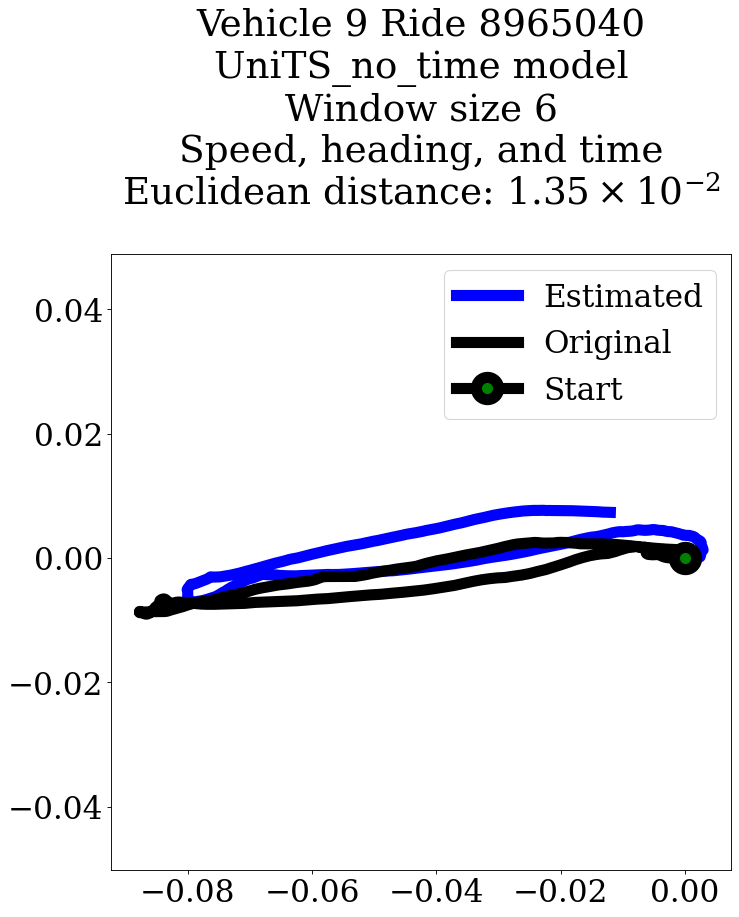 Vehicle 9 Ride 8965040
UniTS_no_time model
Window size 6
Speed, heading, and time
Euclidean distance: 1.35 × 10⁻²
Estimated
Original
Start
0.04
0.02
0.00
−0.02
−0.04
−0.08 −0.06 −0.04 −0.02 0.00